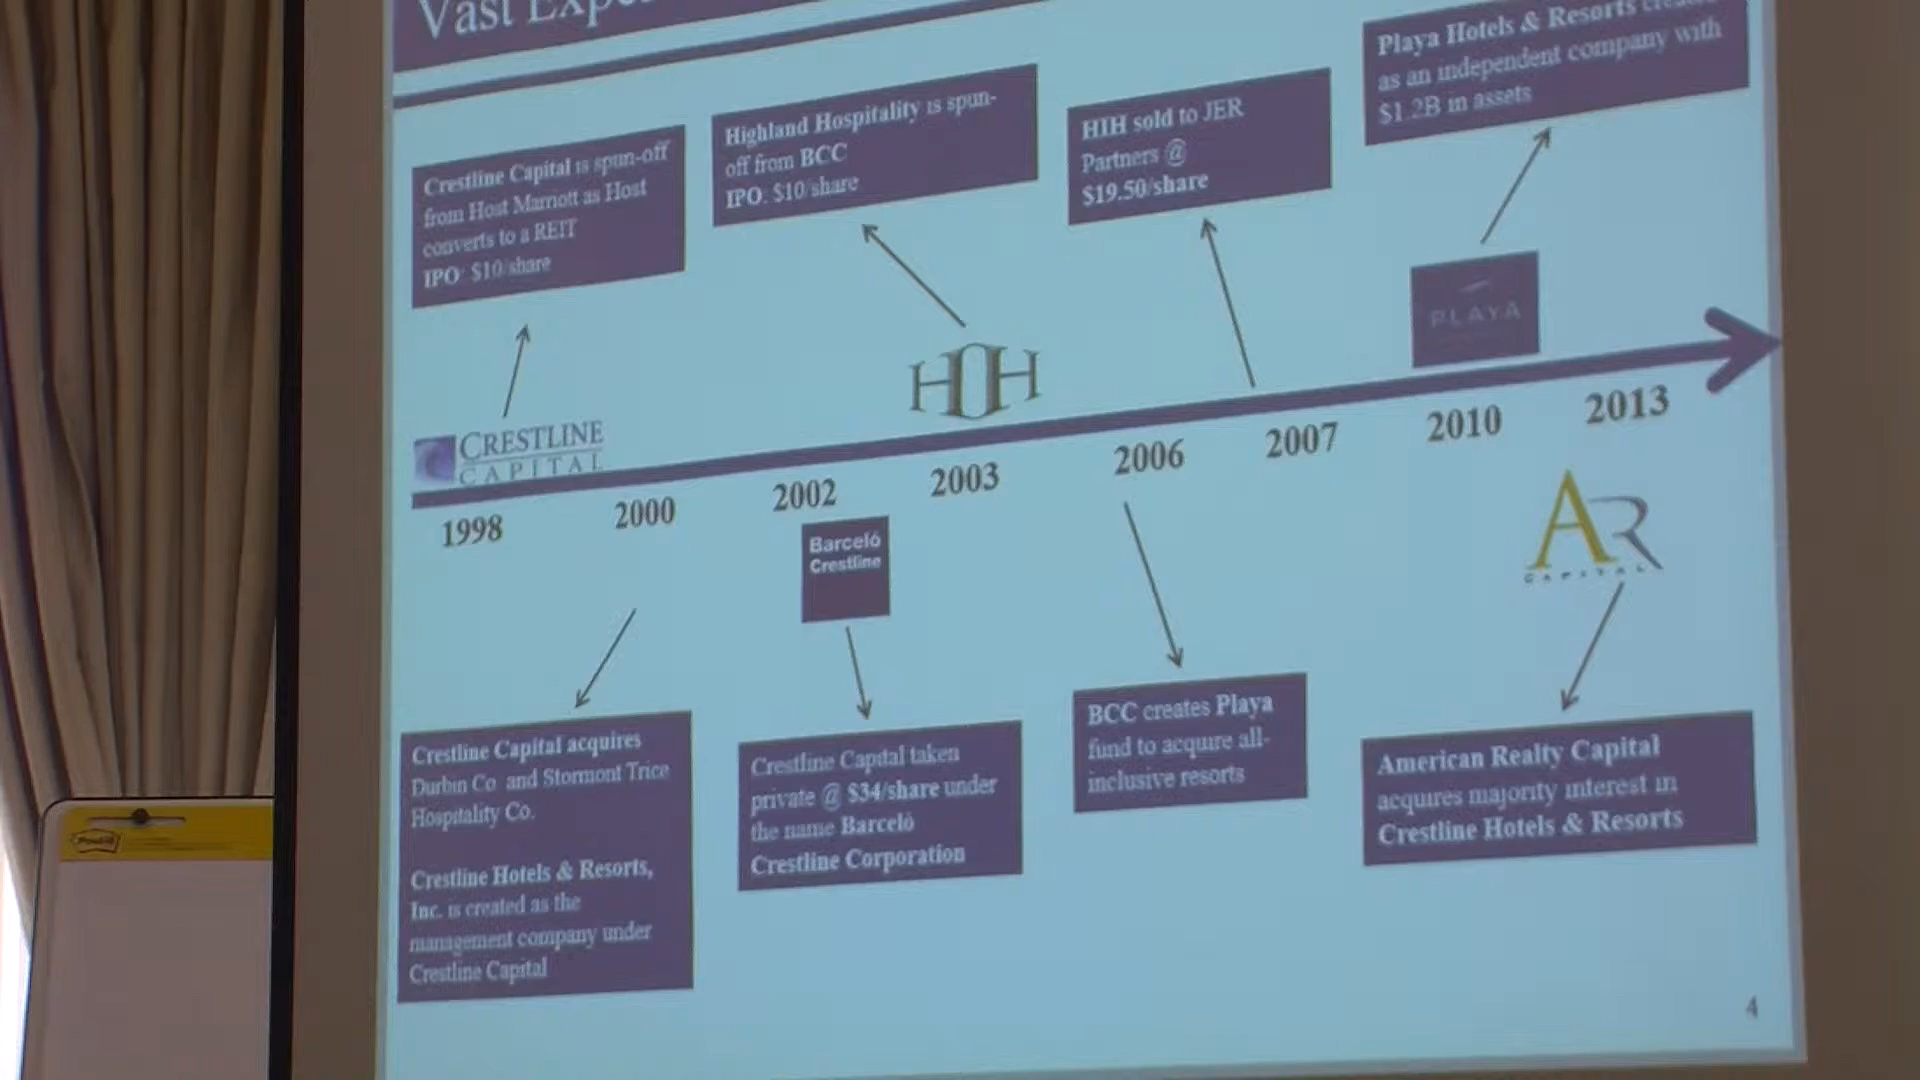 Vast
Playa Hotels & Resorts
as an independent company with
$1.2B in assets
Highland Hospitality is spun-
off from BCC
IPO: $10/share
HIH sold to JER
Partners @
$19.50/share
Crestline Capital is spun-off
from Host Marriott as Host
converts to a REIT
IPO: $10/share
PLAYA
HIH
CRESTLINE
CAPITAL
1998
2000
2002
2003
2006
2007
2010
2013
Barceló
Crestline
AR
CAPITAL
Crestline Capital acquires
Durbin Co. and Stormont Trice
Hospitality Co.
Crestline Hotels & Resorts,
Inc. is created as the
management company under
Crestline Capital
Crestline Capital taken
private @ $34/share under
the name Barceló
Crestline Corporation
BCC creates Playa
fund to acquire all-
inclusive resorts
American Realty Capital
acquires majority interest in
Crestline Hotels & Resorts
4
Post-it